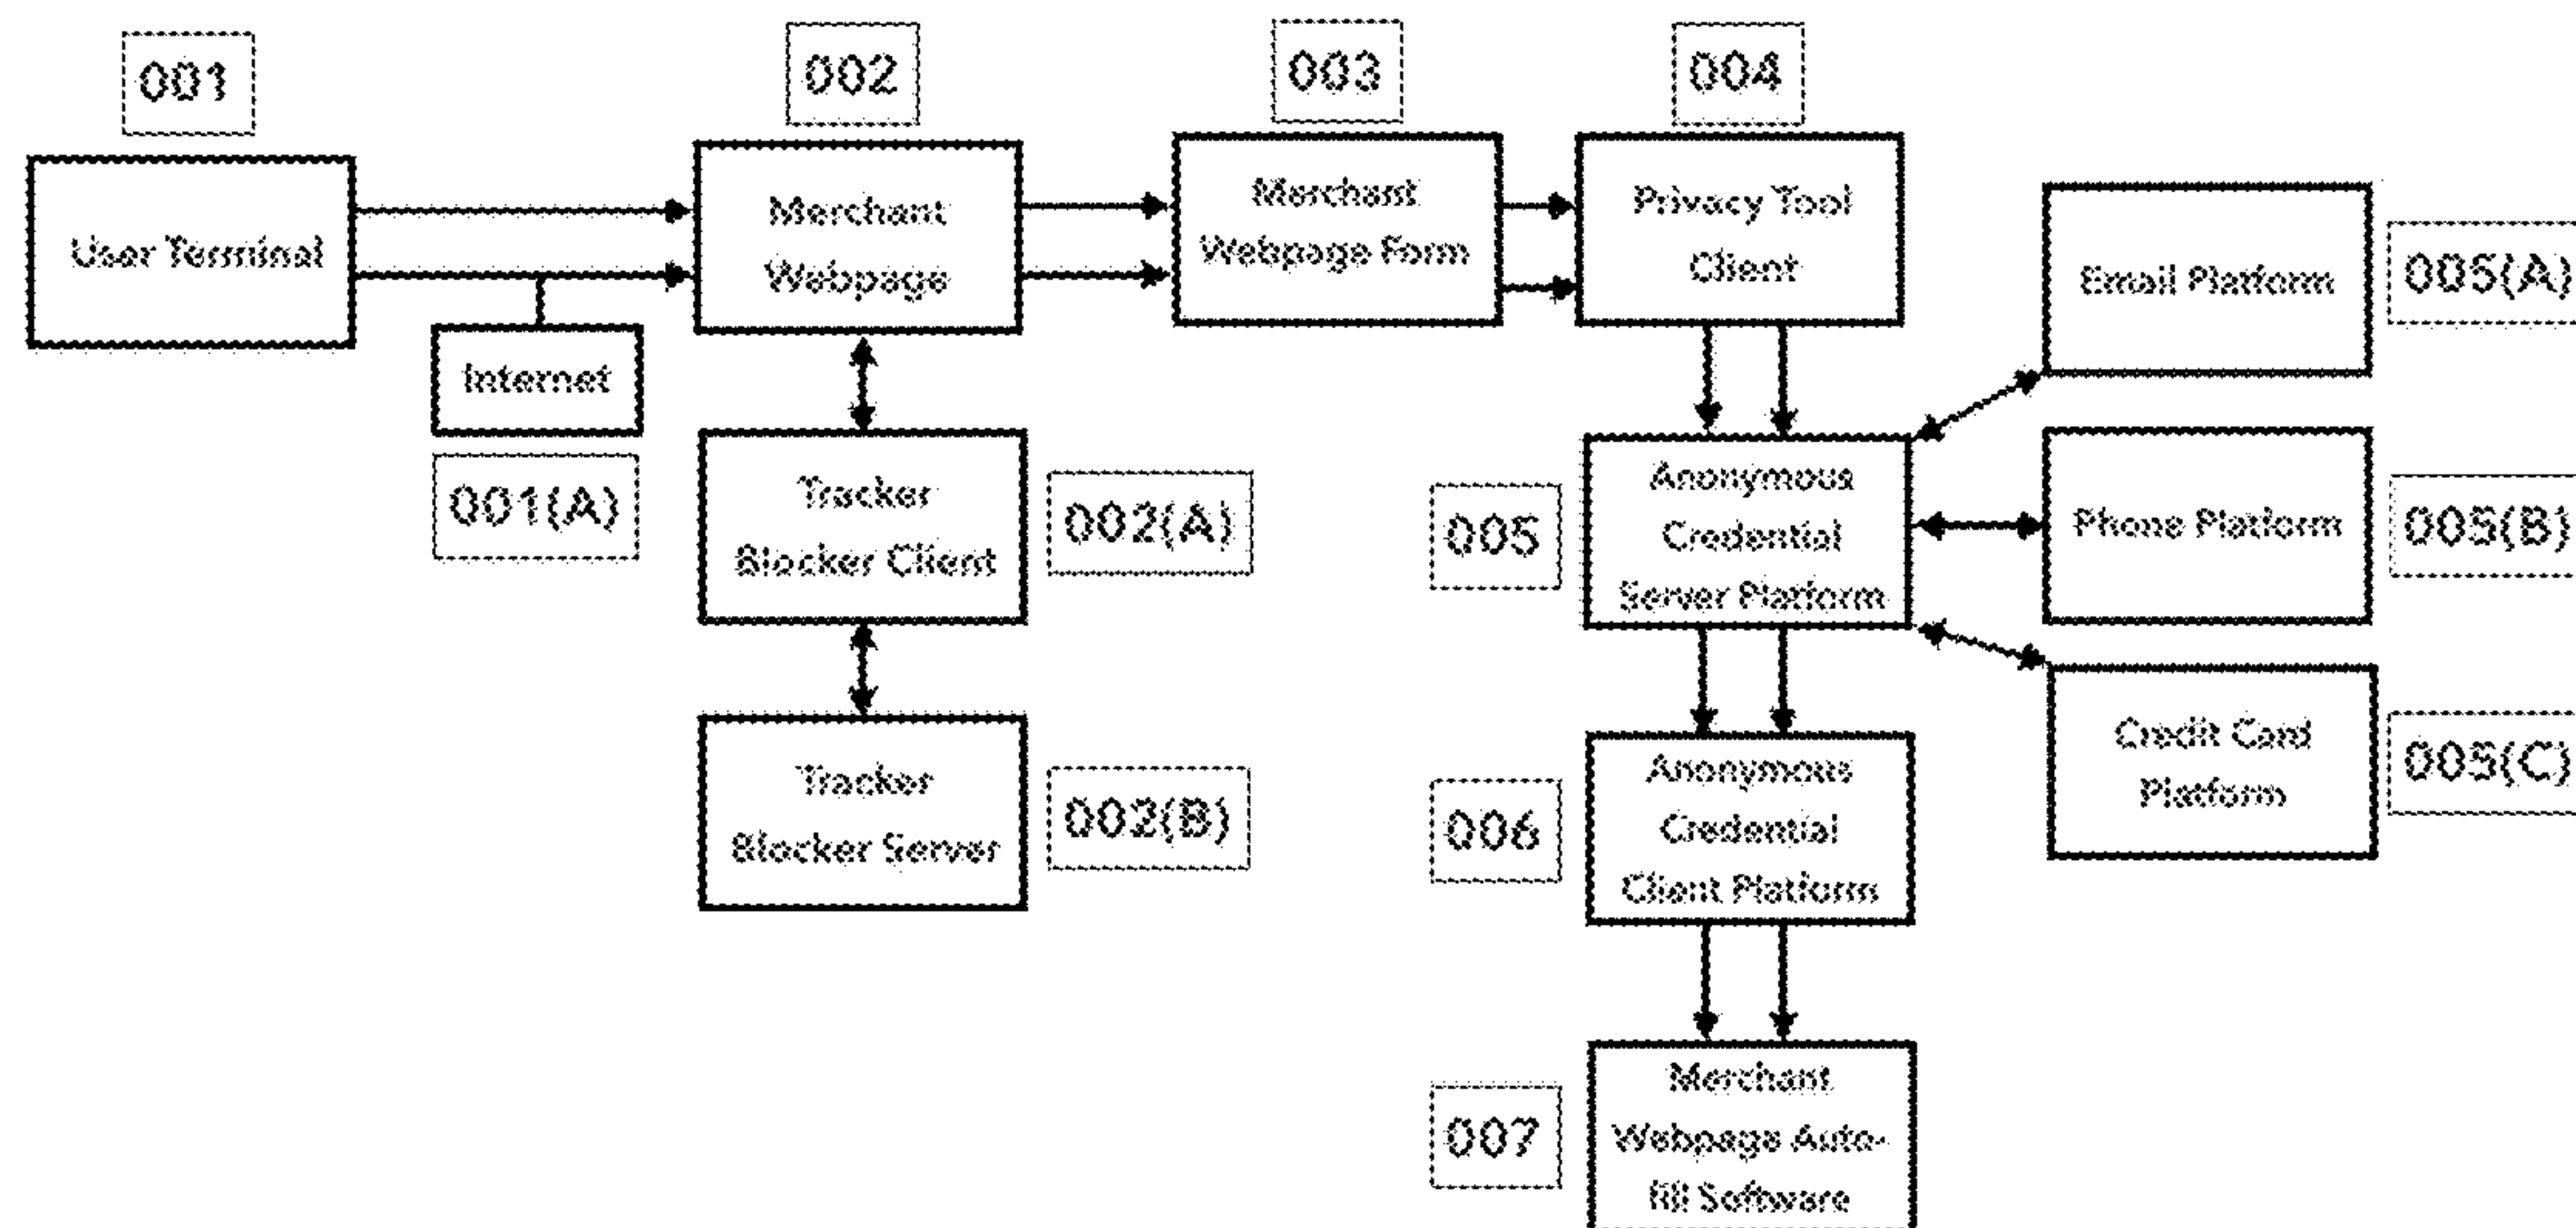 001
002
003
004
User Terminal
Merchant
Webpage
Merchant
Webpage Form
Privacy Tool
Client
Email Platform
005(A)
Internet
001(A)
Tracker
Blocker Client
002(A)
005
Anonymous
Credential
Server Platform
Phone Platform
005(B)
Tracker
Blocker Server
002(B)
006
Anonymous
Credential
Client Platform
Credit Card
Platform
005(C)
007
Merchant
Webpage Auto-
fill Software